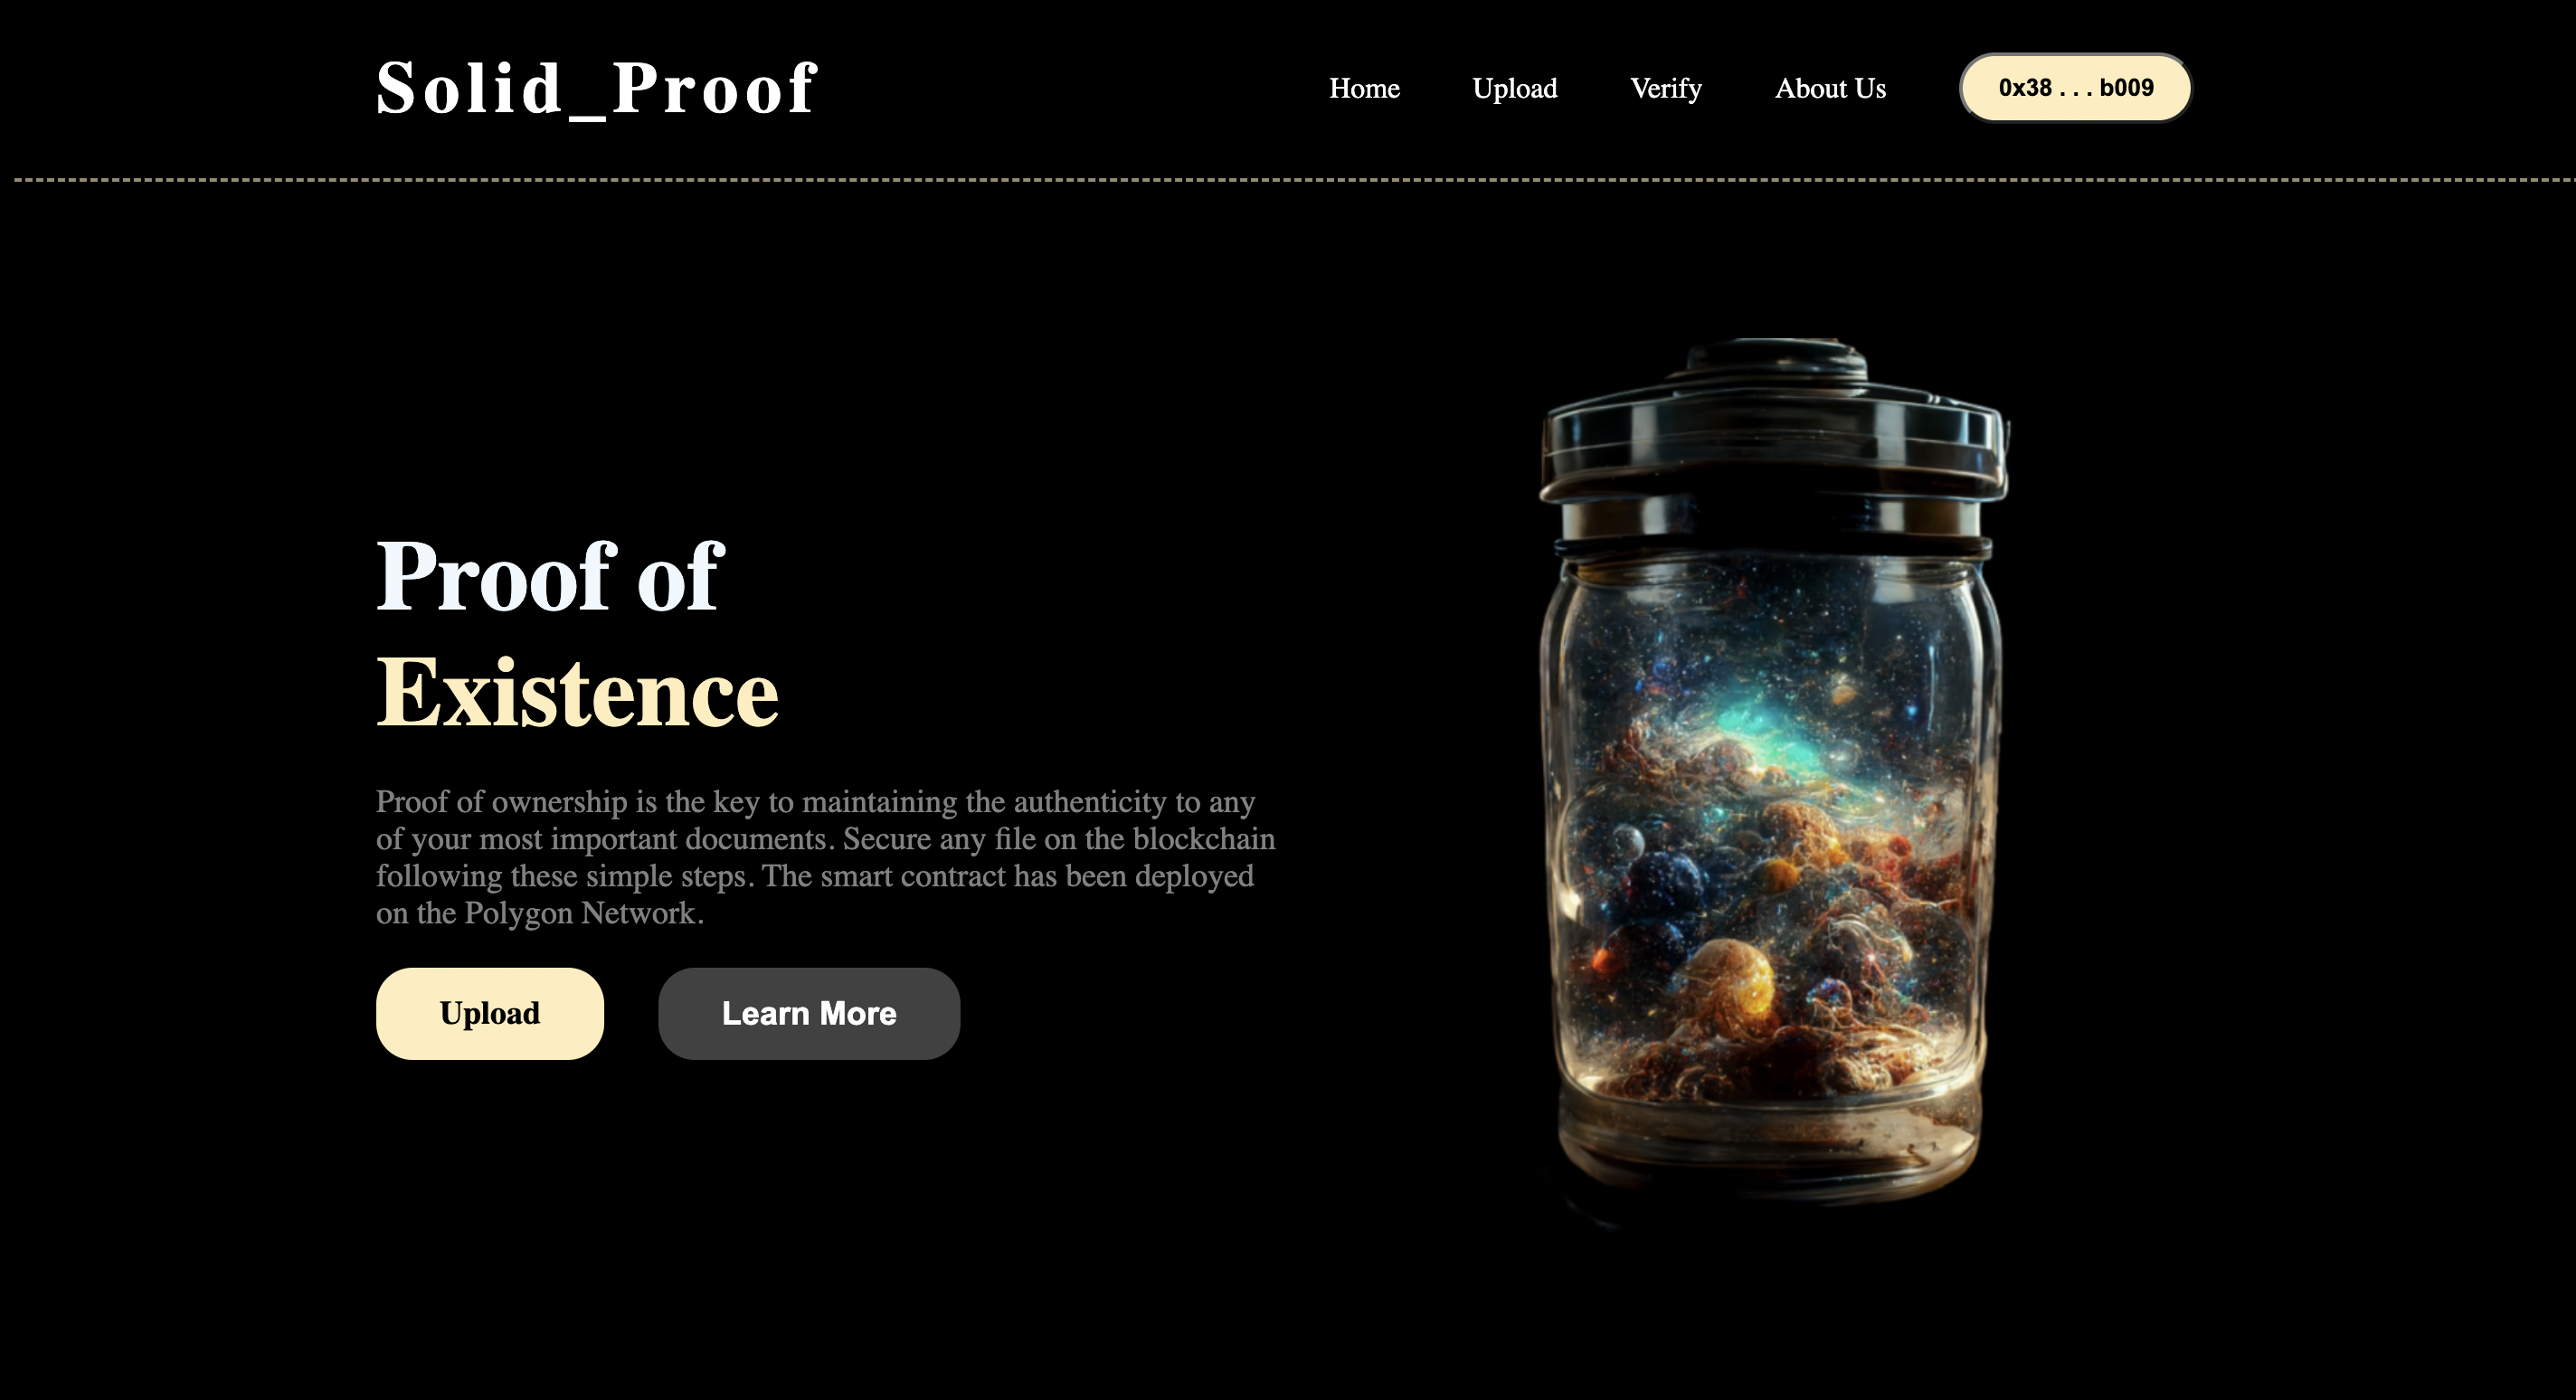 Solid_Proof
Home Upload Verify About Us 0x38 . . . b009
Proof of
Existence
Proof of ownership is the key to maintaining the authenticity to any
of your most important documents. Secure any file on the blockchain
following these simple steps. The smart contract has been deployed
on the Polygon Network.
Upload Learn More